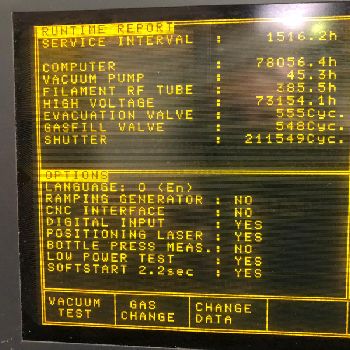 RUNTIME REPORT
SERVICE INTERVAL : 1516.2h
COMPUTER : 78056.4h
VACUUM PUMP : 45.3h
FILAMENT RF TUBE : 385.5h
HIGH VOLTAGE : 73154.1h
EVACUATION VALVE : 555Cyc.
GASFILL VALVE : 548Cyc.
SHUTTER : 211549Cyc.
OPTIONS
LANGUAGE: 0 (En)
RAMPING GENERATOR : NO
CNC INTERFACE : NO
DIGITAL INPUT : YES
POSITIONING LASER : YES
BOTTLE PRESS MEAS.: NO
LOW POWER TEST : YES
SOFTSTART 2.2sec : YES
VACUUM TEST
GAS CHANGE
CHANGE DATA